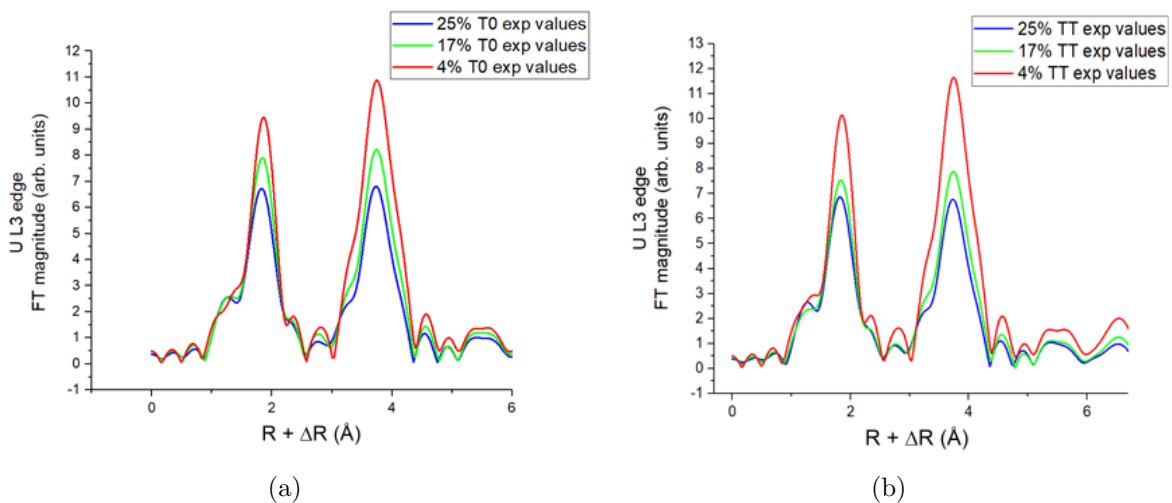 25% T0 exp values
17% T0 exp values
4% T0 exp values
12
11
10
9
8
7
6
5
4
3
2
1
0
-1
U L3 edge
FT magnitude (arb. units)
0
2
4
6
R + ΔR (Å)
(a)
25% TT exp values
17% TT exp values
4% TT exp values
13
12
11
10
9
8
7
6
5
4
3
2
1
0
-1
U L3 edge
FT magnitude (arb. units)
0
2
4
6
R + ΔR (Å)
(b)